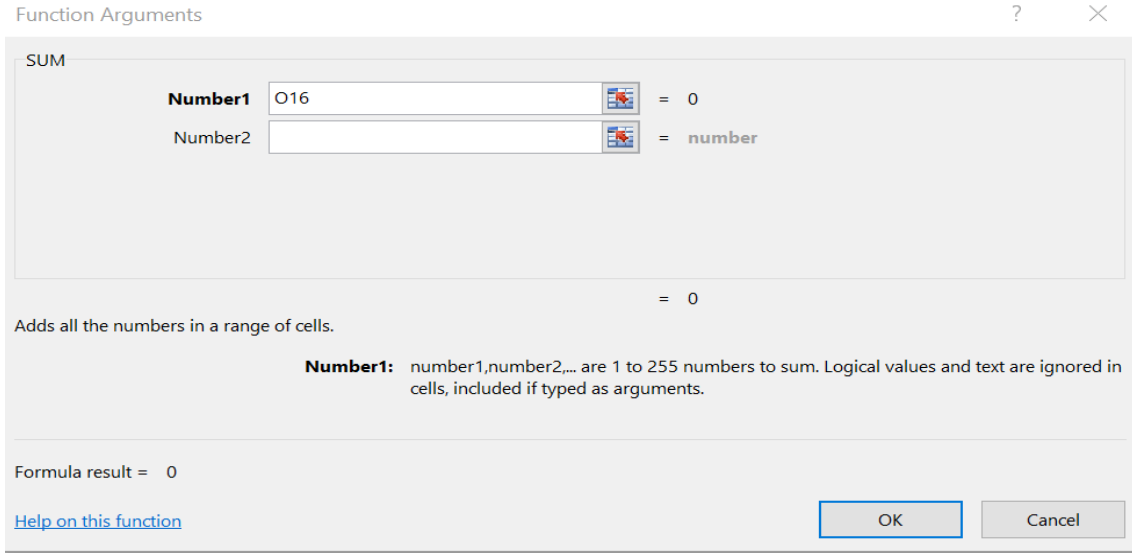 Function Arguments ? ×
SUM
Number1 O16 = 0
Number2 = number
= 0
Adds all the numbers in a range of cells.
Number1: number1,number2,... are 1 to 255 numbers to sum. Logical values and text are ignored in
cells, included if typed as arguments.
Formula result = 0
Help on this function OK Cancel